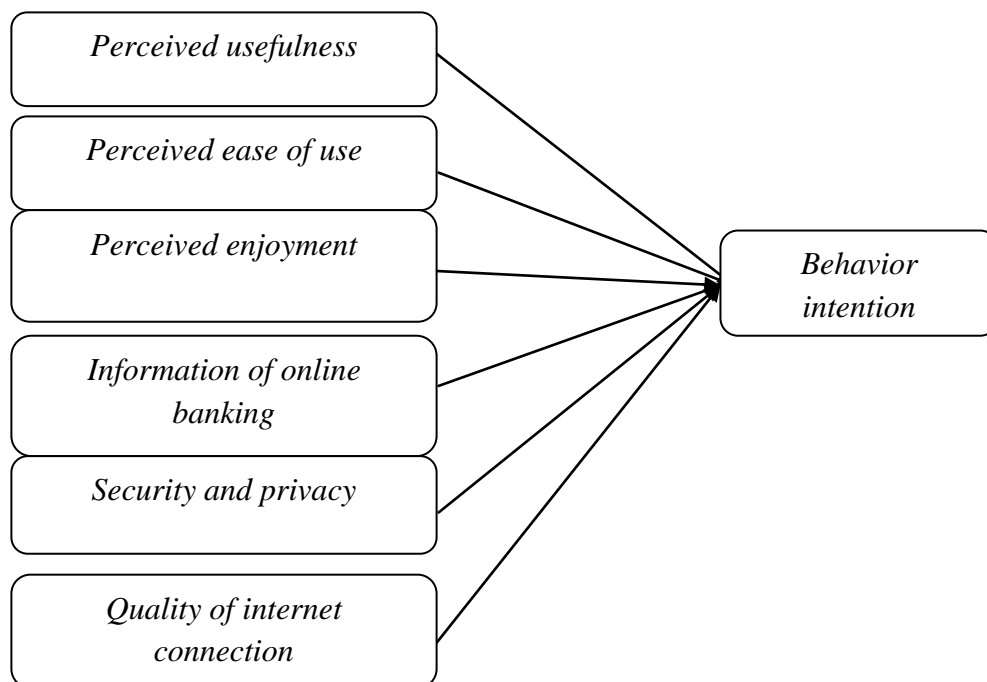 Perceived usefulness
Perceived ease of use
Perceived enjoyment
Information of online
banking
Security and privacy
Quality of internet
connection
Behavior
intention